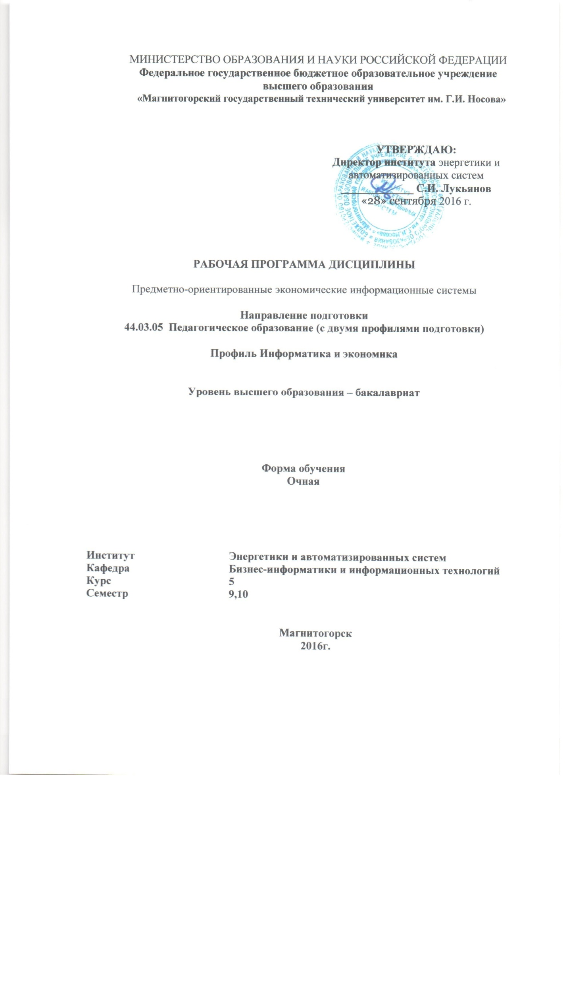 МИНИСТЕРСТВО ОБРАЗОВАНИЯ И НАУКИ РОССИЙСКОЙ ФЕДЕРАЦИИ
Федеральное государственное бюджетное образовательное учреждение
высшего образования
«Магнитогорский государственный технический университет им. Г.И. Носова»
УТВЕРЖДАЮ:
Директор института энергетики и
автоматизированных систем
С.И. Лукьянов
«28» сентября 2016 г.
РАБОЧАЯ ПРОГРАММА ДИСЦИПЛИНЫ
Предметно-ориентированные экономические информационные системы
Направление подготовки
44.03.05 Педагогическое образование (с двумя профилями подготовки)
Профиль Информатика и экономика
Уровень высшего образования – бакалавриат
Форма обучения
Очная
Институт Энергетики и автоматизированных систем
Кафедра Бизнес-информатики и информационных технологий
Курс 5
Семестр 9,10
Магнитогорск
2016г.